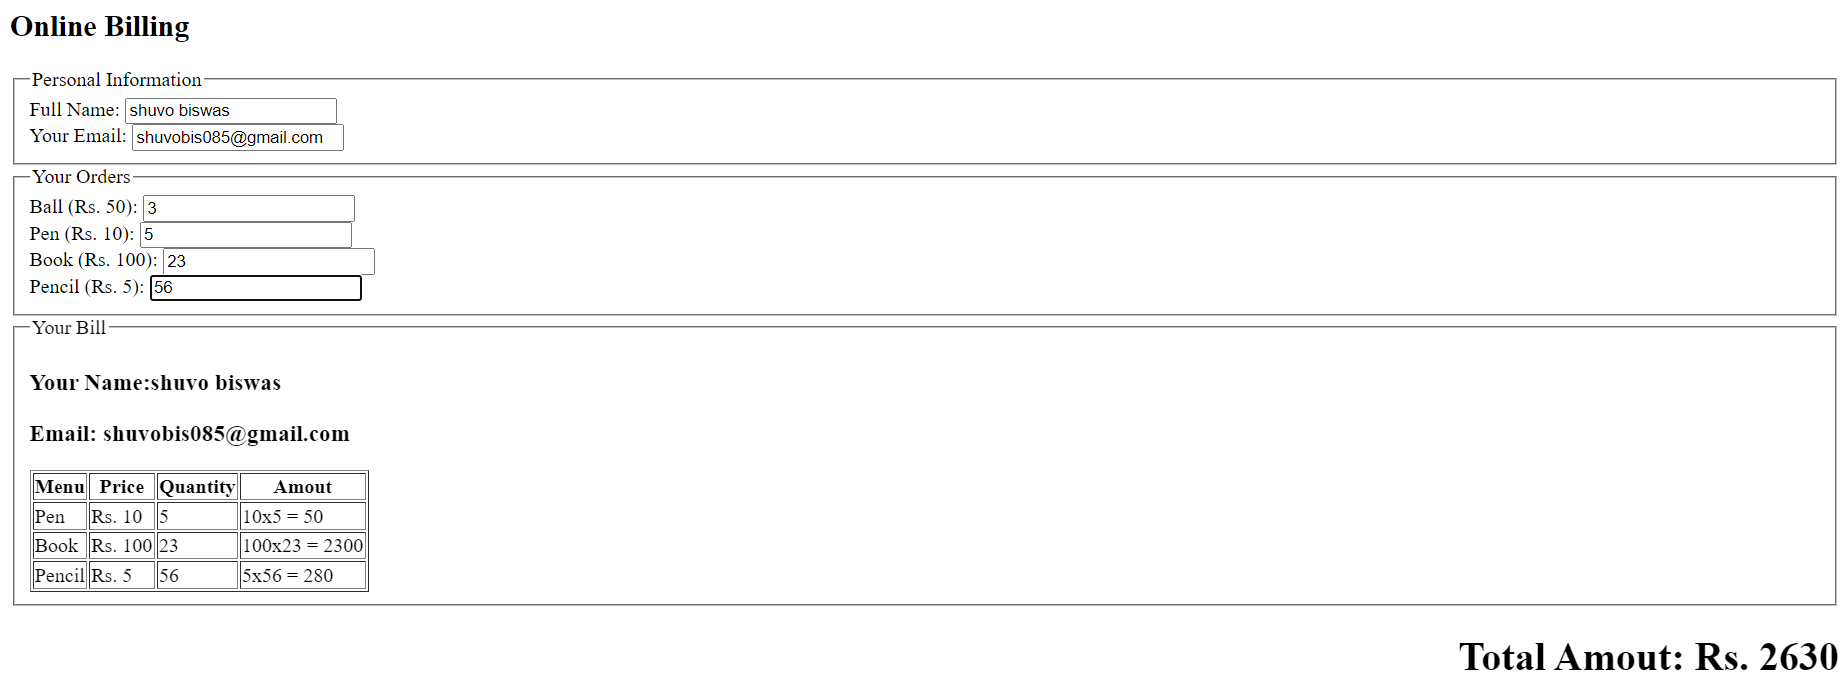 Online Billing
Personal Information
Full Name: shuvo biswas
Your Email: shuvobis085@gmail.com
Your Orders
Ball (Rs. 50): 3
Pen (Rs. 10): 5
Book (Rs. 100): 23
Pencil (Rs. 5): 56
Your Bill
Your Name:shuvo biswas
Email: shuvobis085@gmail.com
Menu Price Quantity Amout
Pen Rs. 10 5 10x5 = 50
Book Rs. 100 23 100x23 = 2300
Pencil Rs. 5 56 5x56 = 280
Total Amout: Rs. 2630